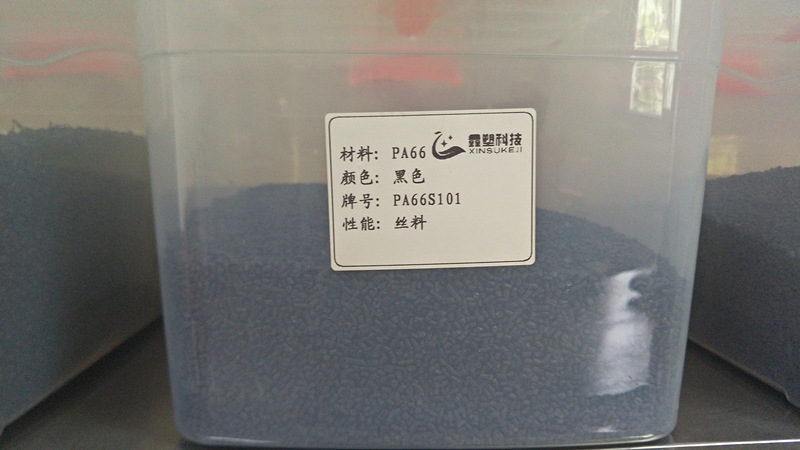 材料: PA66
鑫塑科技
XINSUKEJI
颜色: 黑色
牌号: PA66S101
性能: 丝料